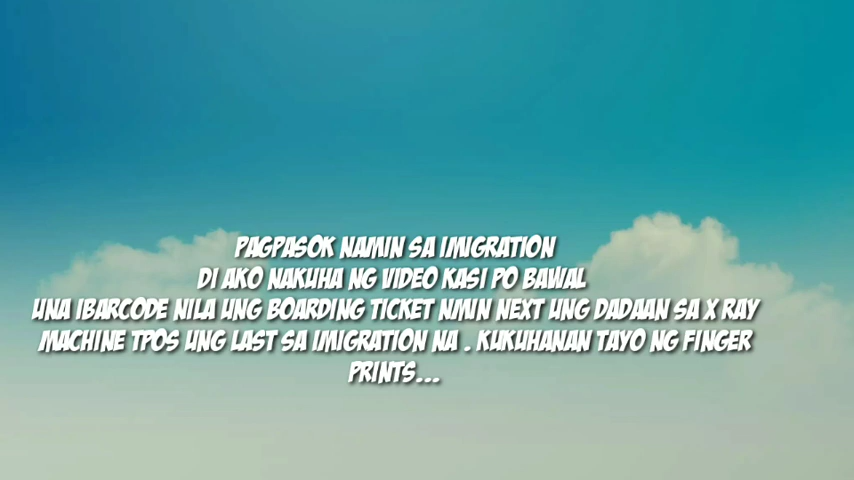 PAGPASOK NAMIN SA IMIGRATION
DI AKO NAKUHA NG VIDEO KASI PO BAWAL
UNA IBARCODE NILA UNG BOARDING TICKET NMIN NEXT UNG DADAAN SA X RAY
MACHINE TPOS UNG LAST SA IMIGRATION NA . KUKUHANAN TAYO NG FINGER
PRINTS...